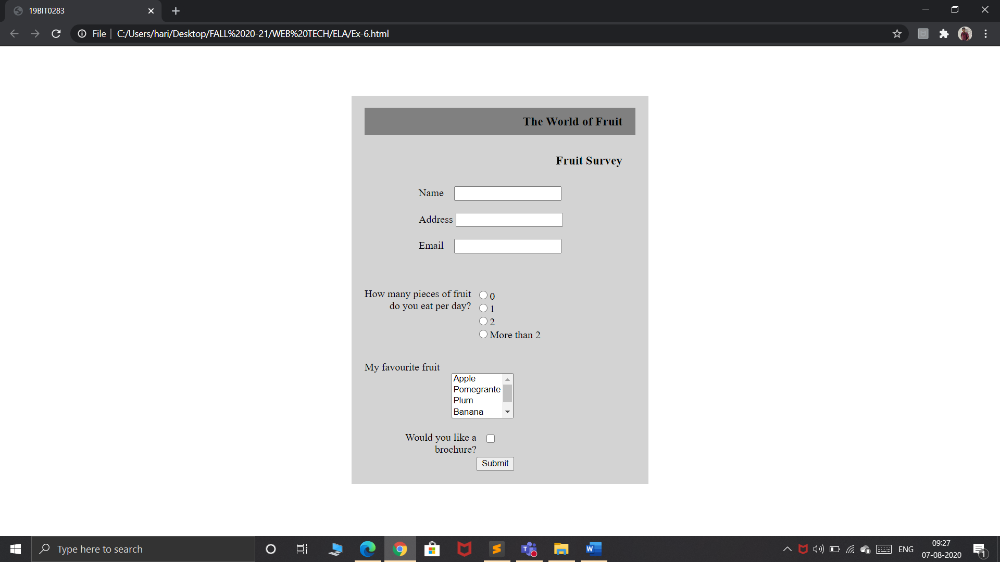 19BIT0283
File
C:/Users/hari/Desktop/FALL%2020-21/WEB%20TECH/ELA/Ex-6.html
The World of Fruit
Fruit Survey
Name
Address
Email
How many pieces of fruit
do you eat per day?
0
1
2
More than 2
My favourite fruit
Apple
Pomegrante
Plum
Banana
Would you like a
brochure?
Submit
Type here to search
ENG
09:27
07-08-2020
1